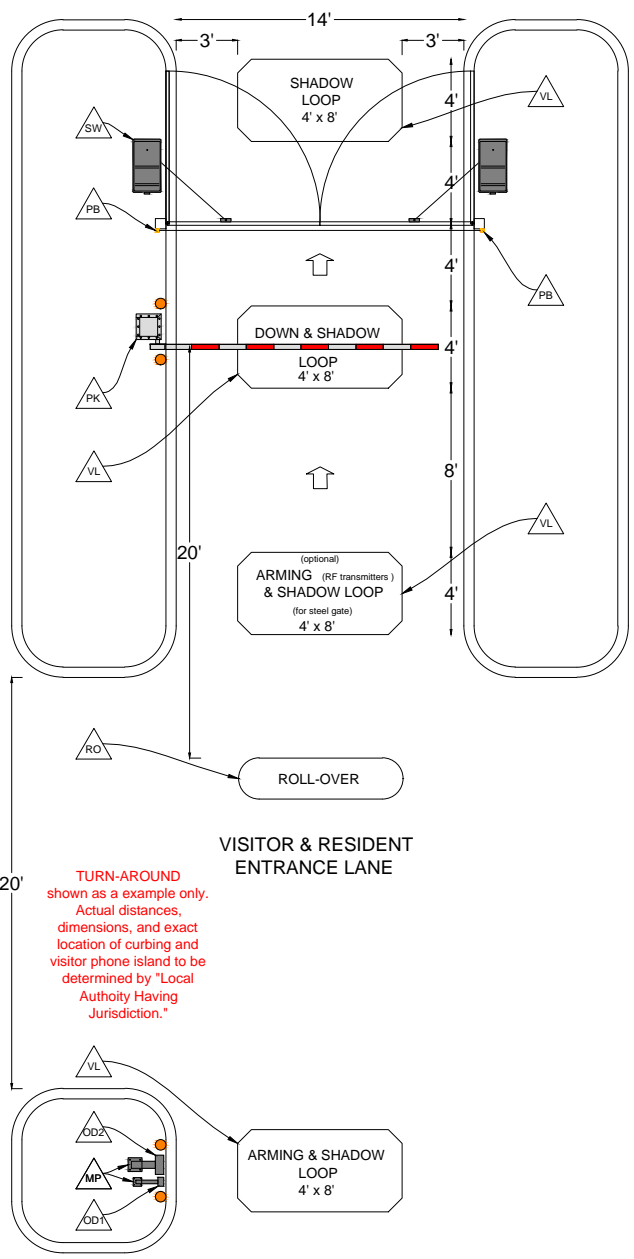 14'
3'
3'
SHADOW
LOOP
4' x 8'
VL
4'
SW
4'
PB
4'
PB
DOWN & SHADOW
LOOP
4' x 8'
4'
PK
VL
8'
VL
20'
(optional)
ARMING (RF transmitters )
& SHADOW LOOP
(for steel gate)
4' x 8'
4'
RO
ROLL-OVER
VISITOR & RESIDENT
ENTRANCE LANE
20'
TURN-AROUND
shown as a example only.
Actual distances,
dimensions, and exact
location of curbing and
visitor phone island to be
determined by "Local
Authoity Having
Jurisdiction."
VL
OD2
MP
OD1
ARMING & SHADOW
LOOP
4' x 8'